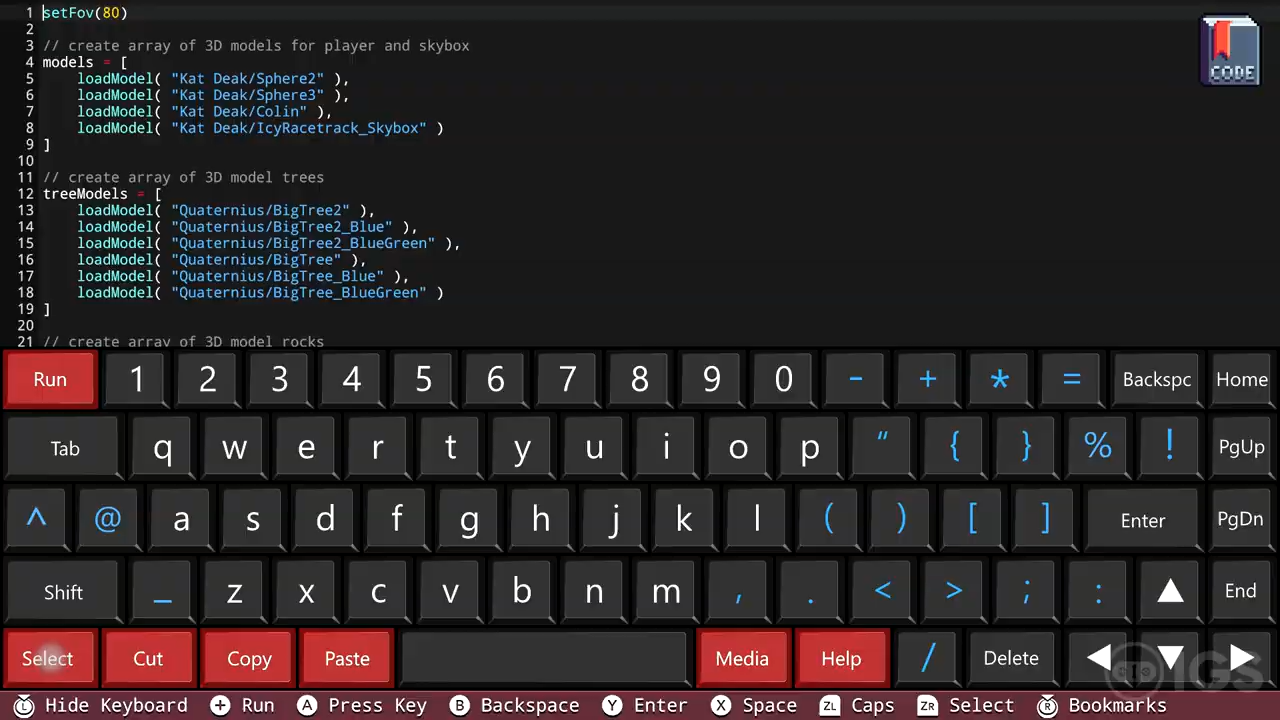 1 setFov(80)
2
3 // create array of 3D models for player and skybox
4 models = [
5 loadModel( "Kat Deak/Sphere2" ),
6 loadModel( "Kat Deak/Sphere3" ),
7 loadModel( "Kat Deak/Colin" ),
8 loadModel( "Kat Deak/IcyRacetrack_Skybox" )
9 ]
10
11 // create array of 3D model trees
12 treeModels = [
13 loadModel( "Quaternius/BigTree2" ),
14 loadModel( "Quaternius/BigTree2_Blue" ),
15 loadModel( "Quaternius/BigTree2_BlueGreen" ),
16 loadModel( "Quaternius/BigTree" ),
17 loadModel( "Quaternius/BigTree_Blue" ),
18 loadModel( "Quaternius/BigTree_BlueGreen" )
19 ]
20
21 // create array of 3D model rocks
CODE
Run 1 2 3 4 5 6 7 8 9 0 - + * = Backspc Home
Tab q w e r t y u i o p “ { } % ! PgUp
^ @ a s d f g h j k l ( ) [ ] Enter PgDn
Shift _ z x c v b n m , . < > ; : ▲ End
Select Cut Copy Paste Media Help / Delete ◀ ▼ ▶
IGS
Hide Keyboard + Run A Press Key B Backspace Y Enter X Space ZL Caps ZR Select R Bookmarks